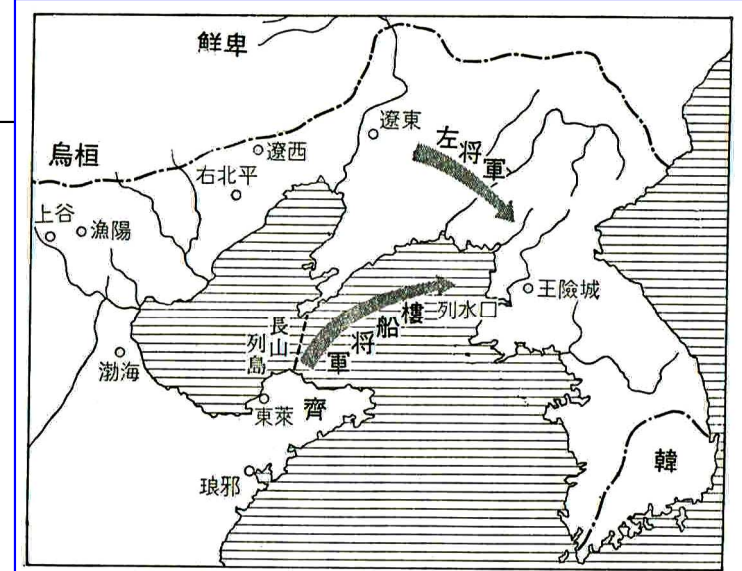 鮮卑
烏桓
遼西
遼東
右北平
上谷
漁陽
左将軍
王險城
列水口
樓船将軍
長山
列島
渤海
東萊
齊
琅邪
韓